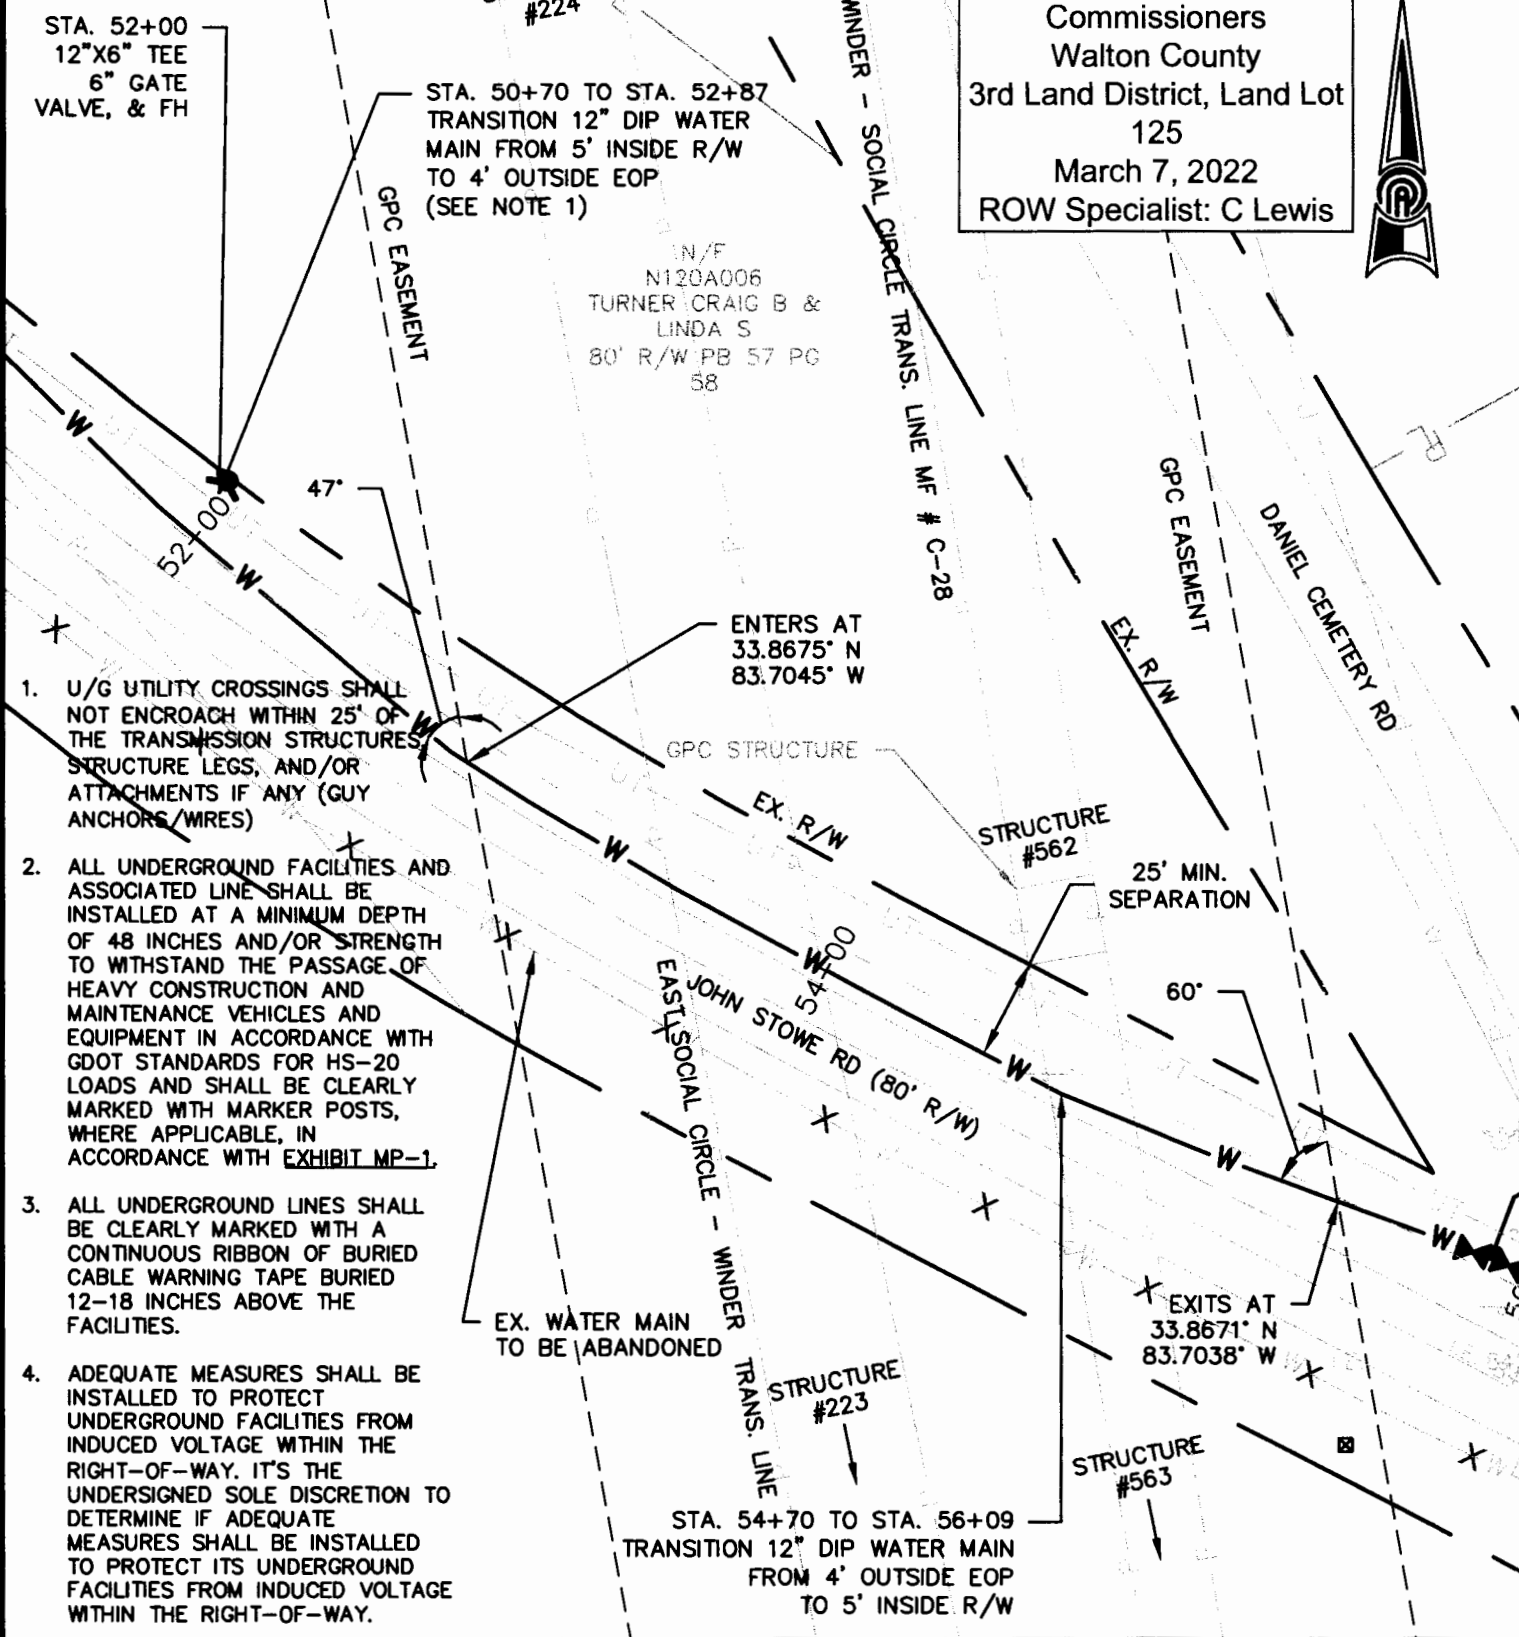 #224
Commissioners
Walton County
3rd Land District, Land Lot
125
March 7, 2022
ROW Specialist: C Lewis
STA. 52+00
12"X6" TEE
6" GATE
VALVE, & FH
STA. 50+70 TO STA. 52+87
TRANSITION 12" DIP WATER
MAIN FROM 5' INSIDE R/W
TO 4' OUTSIDE EOP
(SEE NOTE 1)
WINDER - SOCIAL CIRCLE TRANS. LINE MF # C-28
GPC EASEMENT
N/F
N120A006
TURNER CRAIG B &
LINDA S
80' R/W PB 57 PG
58
W
52+00
47°
W
GPC EASEMENT
DANIEL CEMETERY RD
EX. R/W
ENTERS AT
33.8675° N
83.7045° W
W
GPC STRUCTURE
EX. R/W
STRUCTURE
#562
25' MIN.
SEPARATION
W
W
54+00
JOHN STOWE RD (80' R/W)
60°
W
W
W
EAST SOCIAL CIRCLE - WINDER TRANS. LINE
EXITS AT
33.8671° N
83.7038° W
EX. WATER MAIN
TO BE ABANDONED
STRUCTURE
#223
STRUCTURE
#563
STA. 54+70 TO STA. 56+09
TRANSITION 12" DIP WATER MAIN
FROM 4' OUTSIDE EOP
TO 5' INSIDE R/W
1. U/G UTILITY CROSSINGS SHALL
NOT ENCROACH WITHIN 25' OF
THE TRANSMISSION STRUCTURES,
STRUCTURE LEGS, AND/OR
ATTACHMENTS IF ANY (GUY
ANCHORS/WIRES)
2. ALL UNDERGROUND FACILITIES AND
ASSOCIATED LINE SHALL BE
INSTALLED AT A MINIMUM DEPTH
OF 48 INCHES AND/OR STRENGTH
TO WITHSTAND THE PASSAGE OF
HEAVY CONSTRUCTION AND
MAINTENANCE VEHICLES AND
EQUIPMENT IN ACCORDANCE WITH
GDOT STANDARDS FOR HS-20
LOADS AND SHALL BE CLEARLY
MARKED WITH MARKER POSTS,
WHERE APPLICABLE, IN
ACCORDANCE WITH EXHIBIT MP-1.
3. ALL UNDERGROUND LINES SHALL
BE CLEARLY MARKED WITH A
CONTINUOUS RIBBON OF BURIED
CABLE WARNING TAPE BURIED
12-18 INCHES ABOVE THE
FACILITIES.
4. ADEQUATE MEASURES SHALL BE
INSTALLED TO PROTECT
UNDERGROUND FACILITIES FROM
INDUCED VOLTAGE WITHIN THE
RIGHT-OF-WAY. IT'S THE
UNDERSIGNED SOLE DISCRETION TO
DETERMINE IF ADEQUATE
MEASURES SHALL BE INSTALLED
TO PROTECT ITS UNDERGROUND
FACILITIES FROM INDUCED VOLTAGE
WITHIN THE RIGHT-OF-WAY.